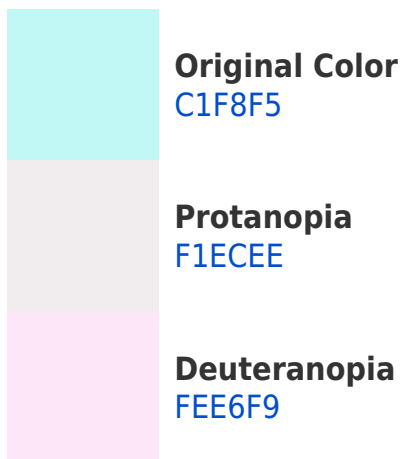 Original Color
C1F8F5
Protanopia
F1ECEE
Deuteranopia
FEE6F9